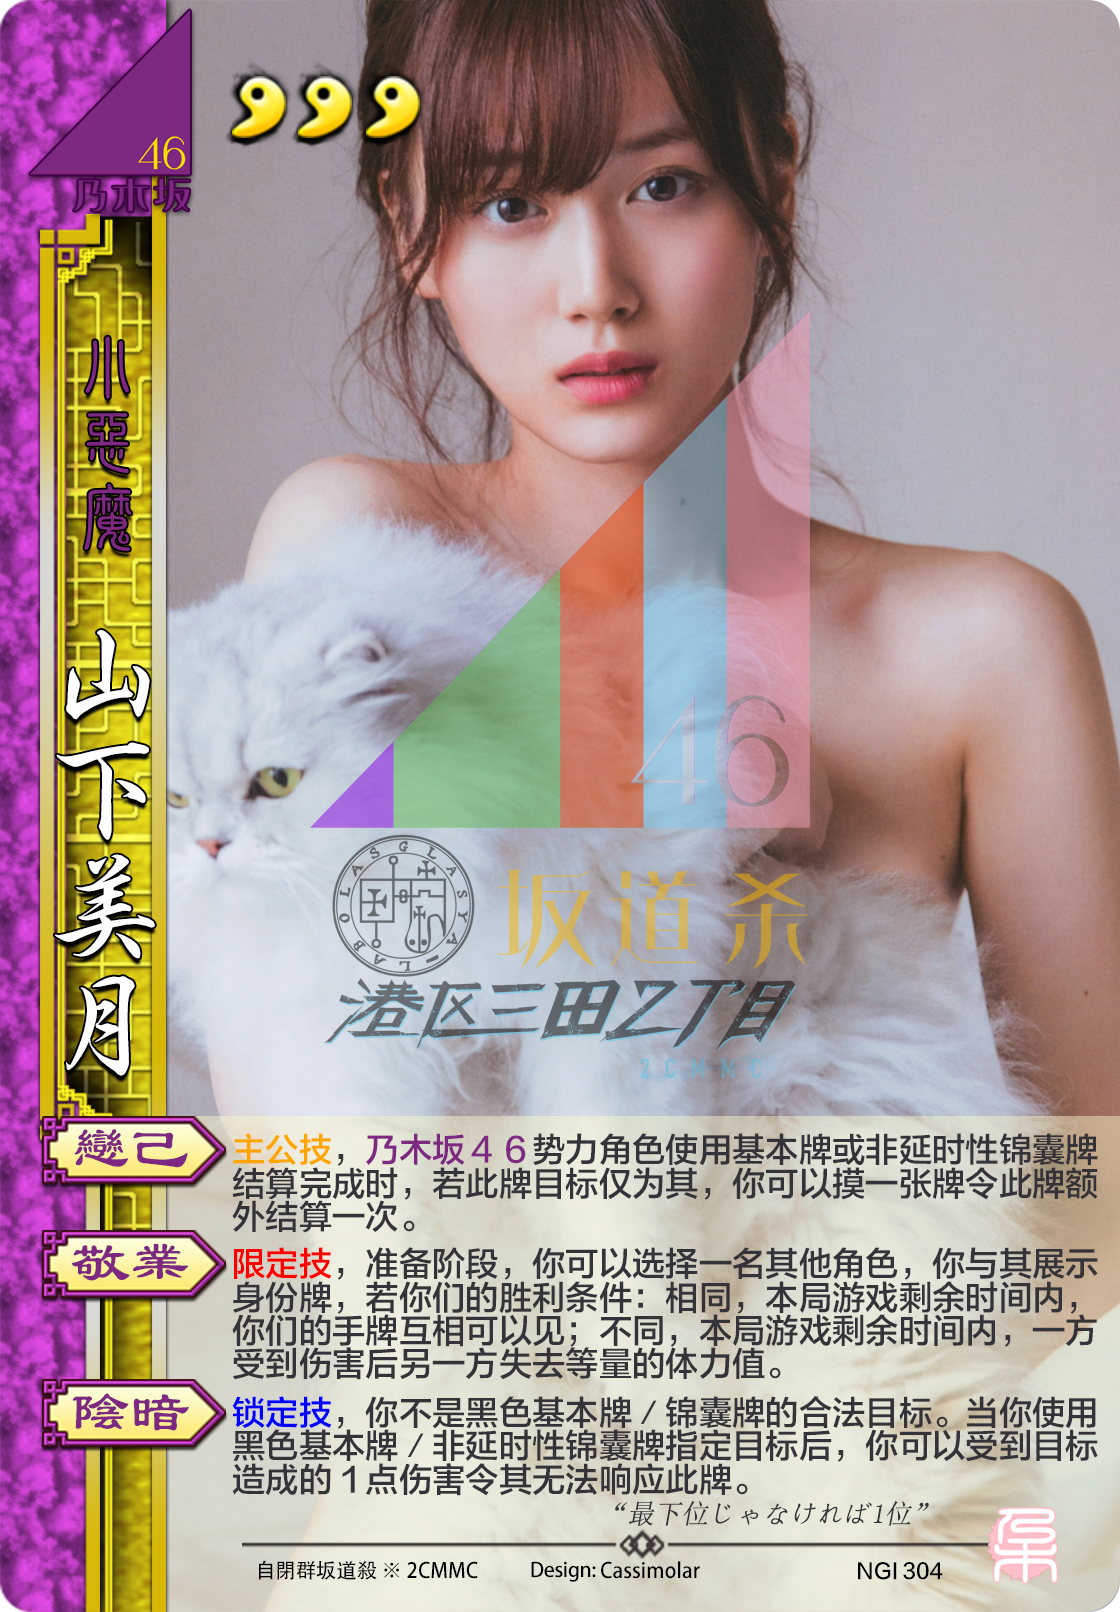 46
乃木坂
小惡魔
山下美月
46
GLASYA-LABOLAS
坂道杀
港区三田2丁目
2CMMC
戀己
主公技，乃木坂４６势力角色使用基本牌或非延时性锦囊牌
结算完成时，若此牌目标仅为其，你可以摸一张牌令此牌额
外结算一次。
敬業
限定技，准备阶段，你可以选择一名其他角色，你与其展示
身份牌，若你们的胜利条件：相同，本局游戏剩余时间内，
你们的手牌互相可以见；不同，本局游戏剩余时间内，一方
受到伤害后另一方失去等量的体力值。
陰暗
锁定技，你不是黑色基本牌／锦囊牌的合法目标。当你使用
黑色基本牌／非延时性锦囊牌指定目标后，你可以受到目标
造成的１点伤害令其无法响应此牌。
“最下位じゃなければ1位”
自閉群坂道殺 ※ 2CMMC Design: Cassimolar NGI 304